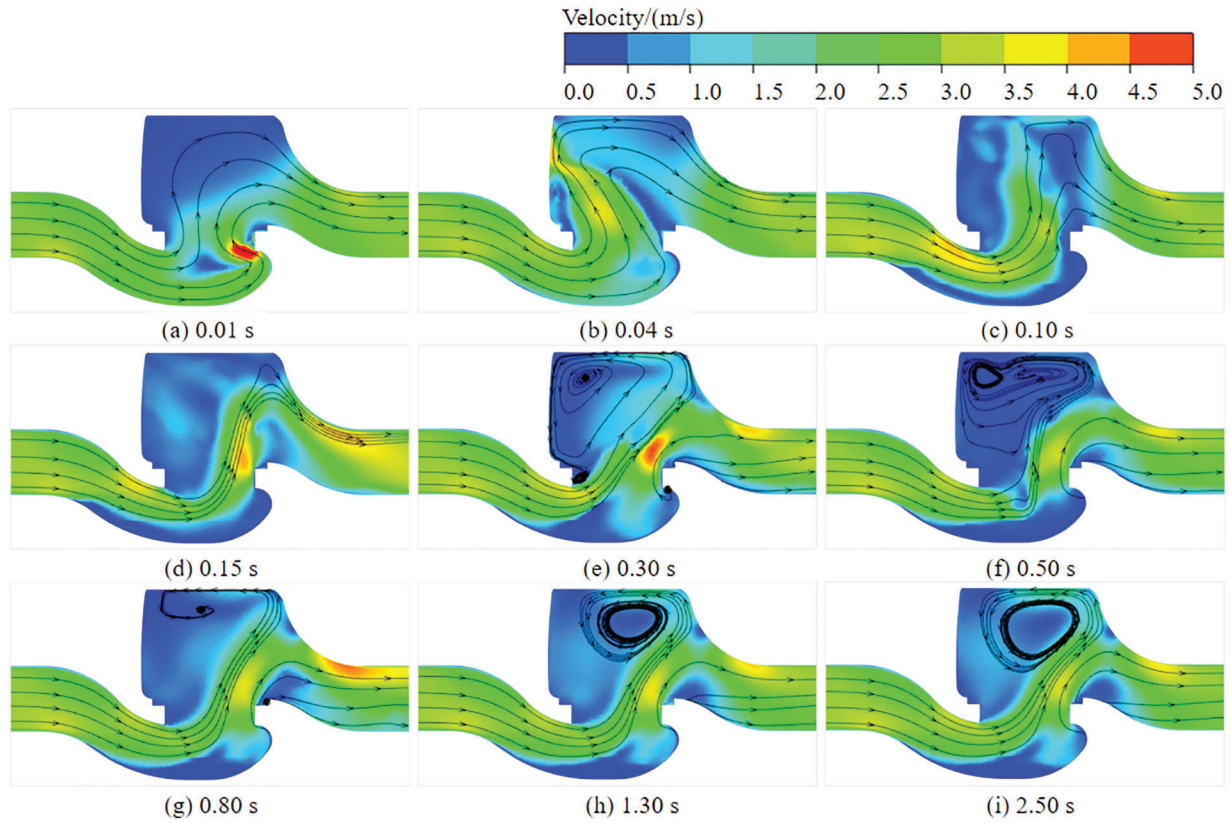 Velocity/(m/s)
0.0 0.5 1.0 1.5 2.0 2.5 3.0 3.5 4.0 4.5 5.0
(a) 0.01 s (b) 0.04 s (c) 0.10 s
(d) 0.15 s (e) 0.30 s (f) 0.50 s
(g) 0.80 s (h) 1.30 s (i) 2.50 s